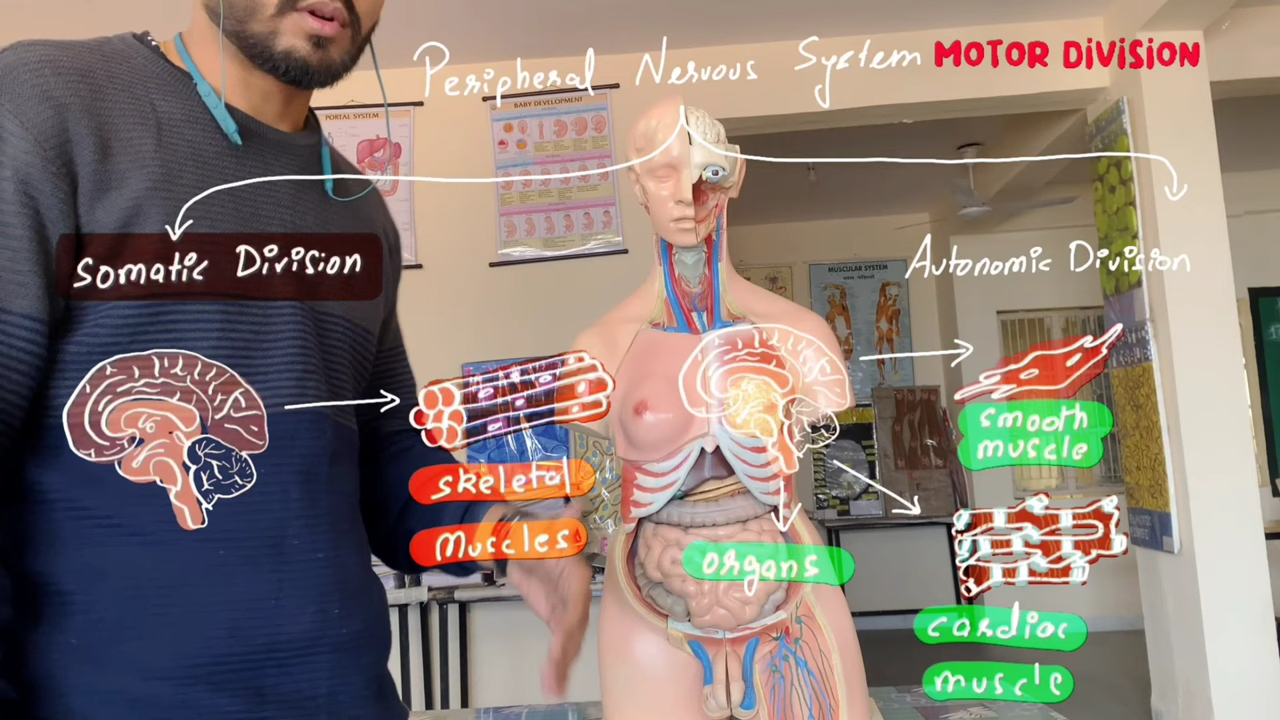 Peripheral Nervous System MOTOR DIVISION
PORTAL SYSTEM
BABY DEVELOPMENT
MUSCULAR SYSTEM
Somatic Division
Autonomic Division
skeletal
Muscles
smooth
muscle
organs
cardiac
muscle